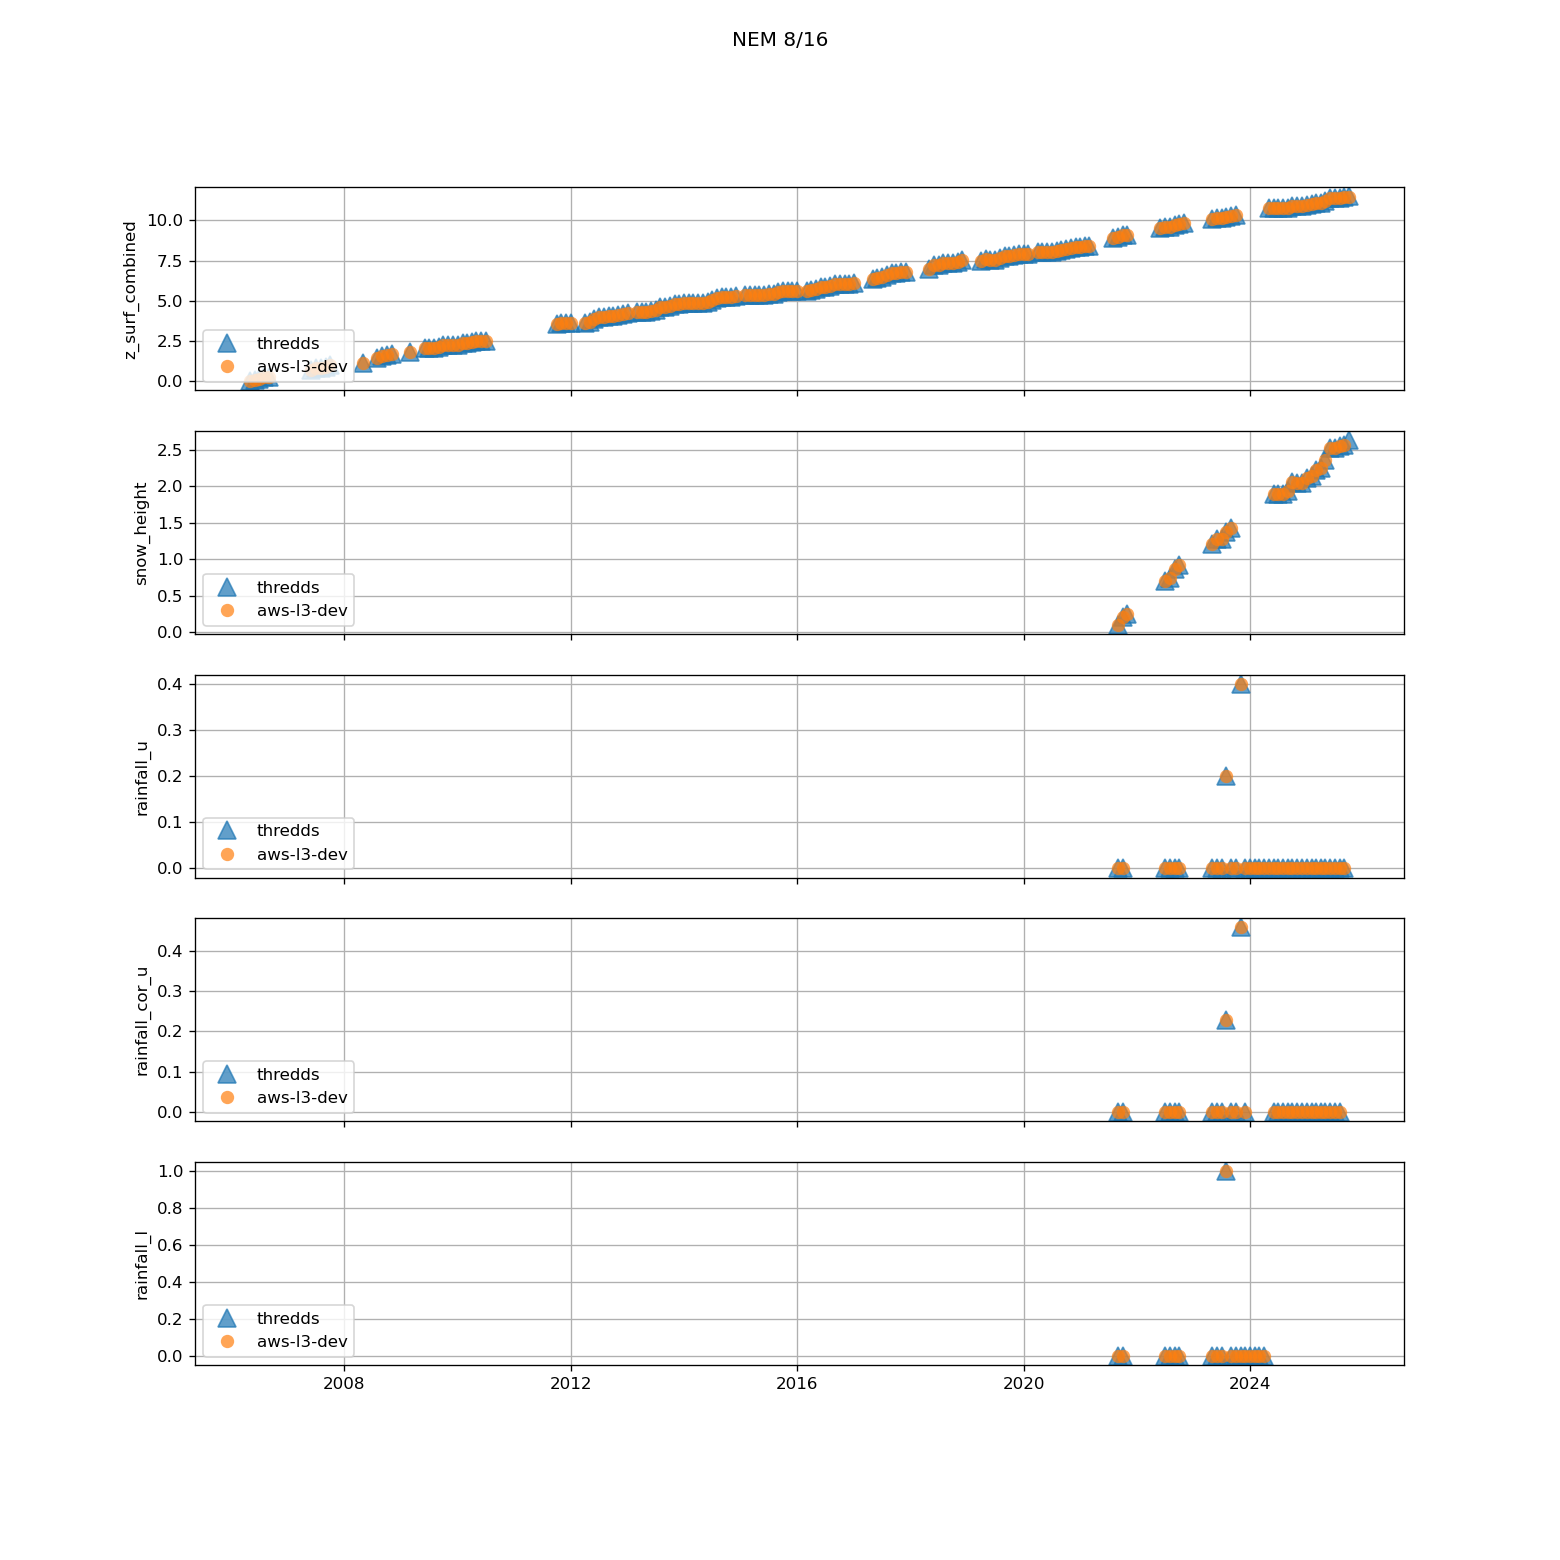 NEM 8/16
z_surf_combined
10.0
7.5
5.0
2.5
0.0
thredds
aws-l3-dev
snow_height
2.5
2.0
1.5
1.0
0.5
0.0
thredds
aws-l3-dev
rainfall_u
0.4
0.3
0.2
0.1
0.0
thredds
aws-l3-dev
rainfall_cor_u
0.4
0.3
0.2
0.1
0.0
thredds
aws-l3-dev
rainfall_l
1.0
0.8
0.6
0.4
0.2
0.0
thredds
aws-l3-dev
2008 2012 2016 2020 2024